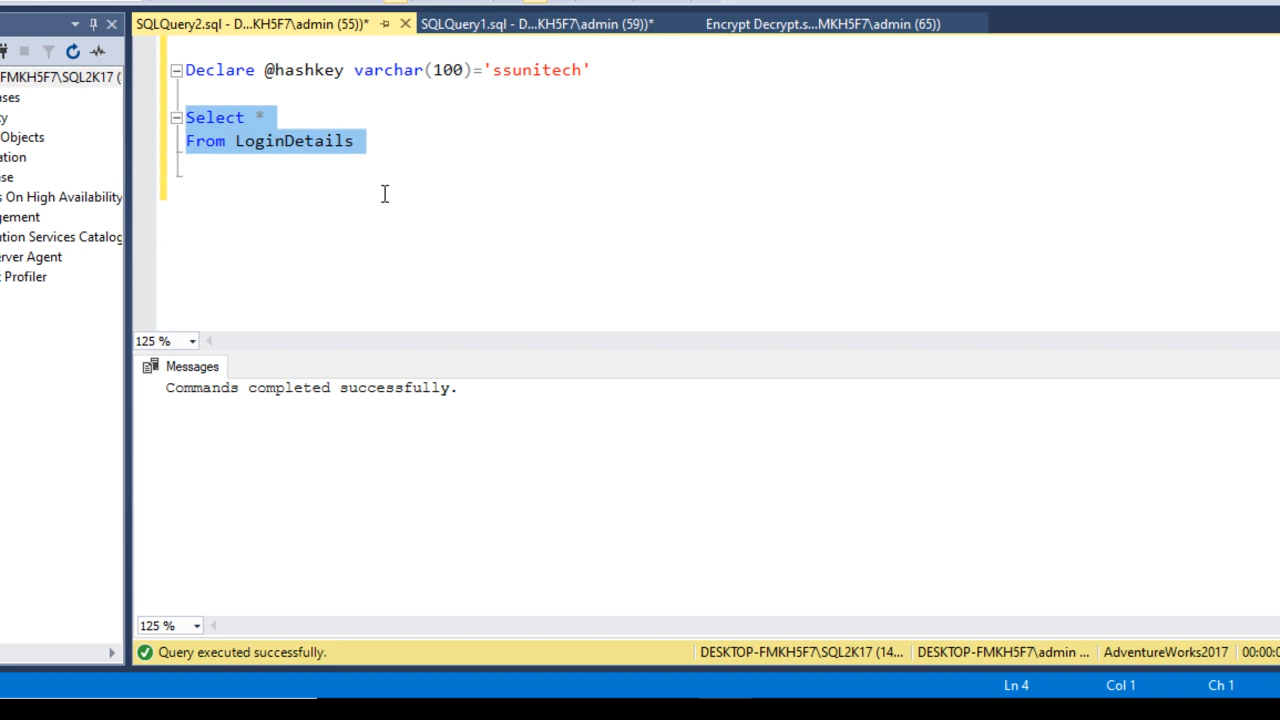 SQLQuery2.sql - D...KH5F7\admin (55))*
SQLQuery1.sql - D...KH5F7\admin (59))*
Encrypt Decrypt.s...MKH5F7\admin (65))
FMKH5F7\SQL2K17 (
ses
ty
Objects
ation
se
s On High Availability
gement
ation Services Catalog
erver Agent
t Profiler
Declare @hashkey varchar(100)='ssunitech'
Select *
From LoginDetails
125 %
Messages
Commands completed successfully.
125 %
Query executed successfully.
DESKTOP-FMKH5F7\SQL2K17 (14...
DESKTOP-FMKH5F7\admin ...
AdventureWorks2017
00:00:0
Ln 4
Col 1
Ch 1